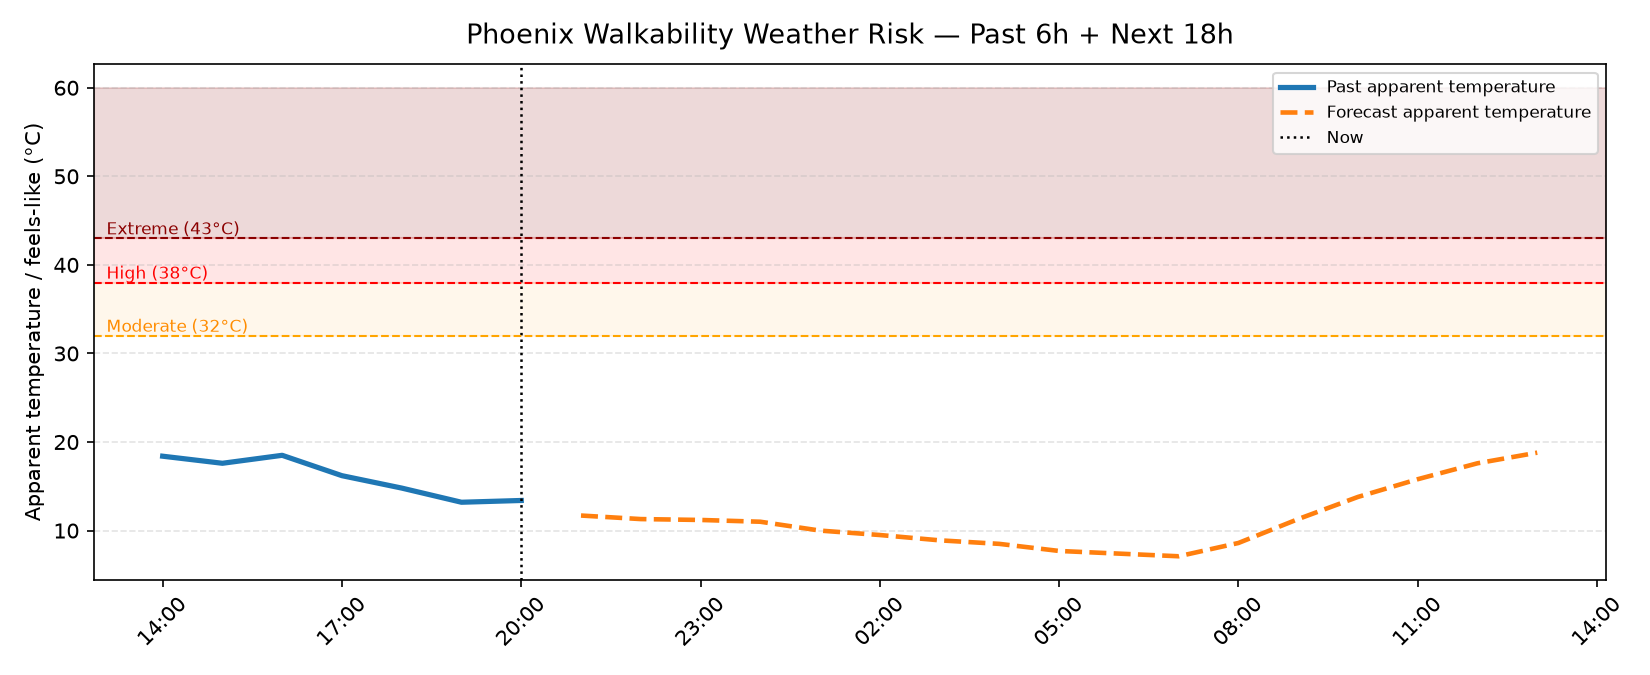 Phoenix Walkability Weather Risk — Past 6h + Next 18h
Apparent temperature / feels-like (°C)
60
50
40
30
20
10
Past apparent temperature
Forecast apparent temperature
Now
Extreme (43°C)
High (38°C)
Moderate (32°C)
14:00
17:00
20:00
23:00
02:00
05:00
08:00
11:00
14:00